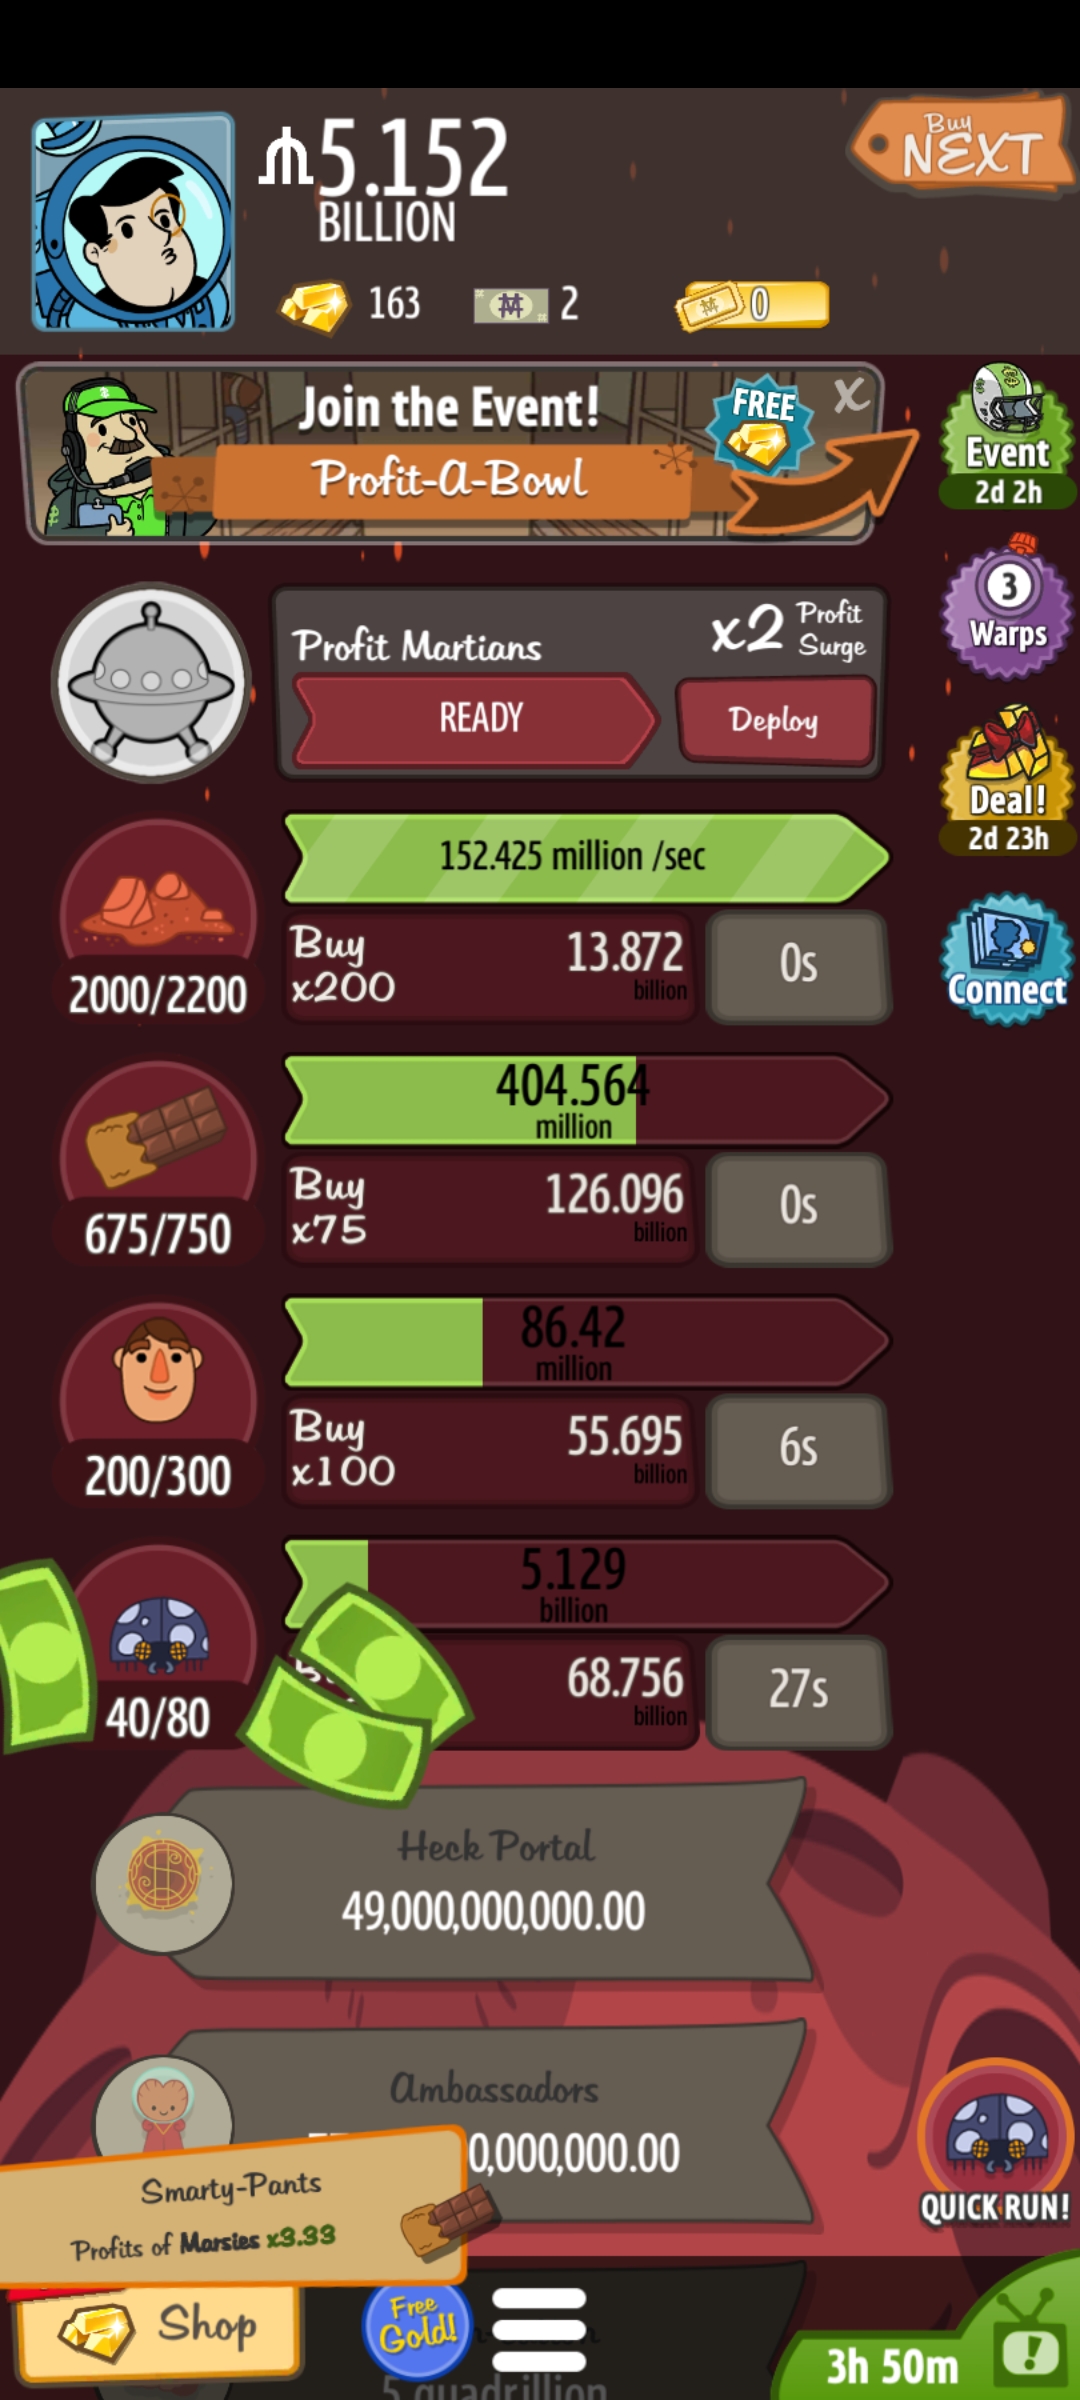 5.152
BILLION
Buy
NEXT
163
2
0
Join the Event!
Profit-A-Bowl
FREE
X
Event
2d 2h
3
Warps
Profit Martians
x2 Profit Surge
READY
Deploy
Deal!
2d 23h
152.425 million /sec
Buy
x200
13.872
billion
0s
2000/2200
Connect
404.564
million
Buy
x75
126.096
billion
0s
675/750
86.42
million
Buy
x100
55.695
billion
6s
200/300
5.129
billion
68.756
billion
27s
40/80
Heck Portal
49,000,000,000.00
Ambassadors
0,000,000.00
Smarty-Pants
Profits of Marsies x3.33
QUICK RUN!
Shop
Free
Gold!
3h 50m
5 quadrillion